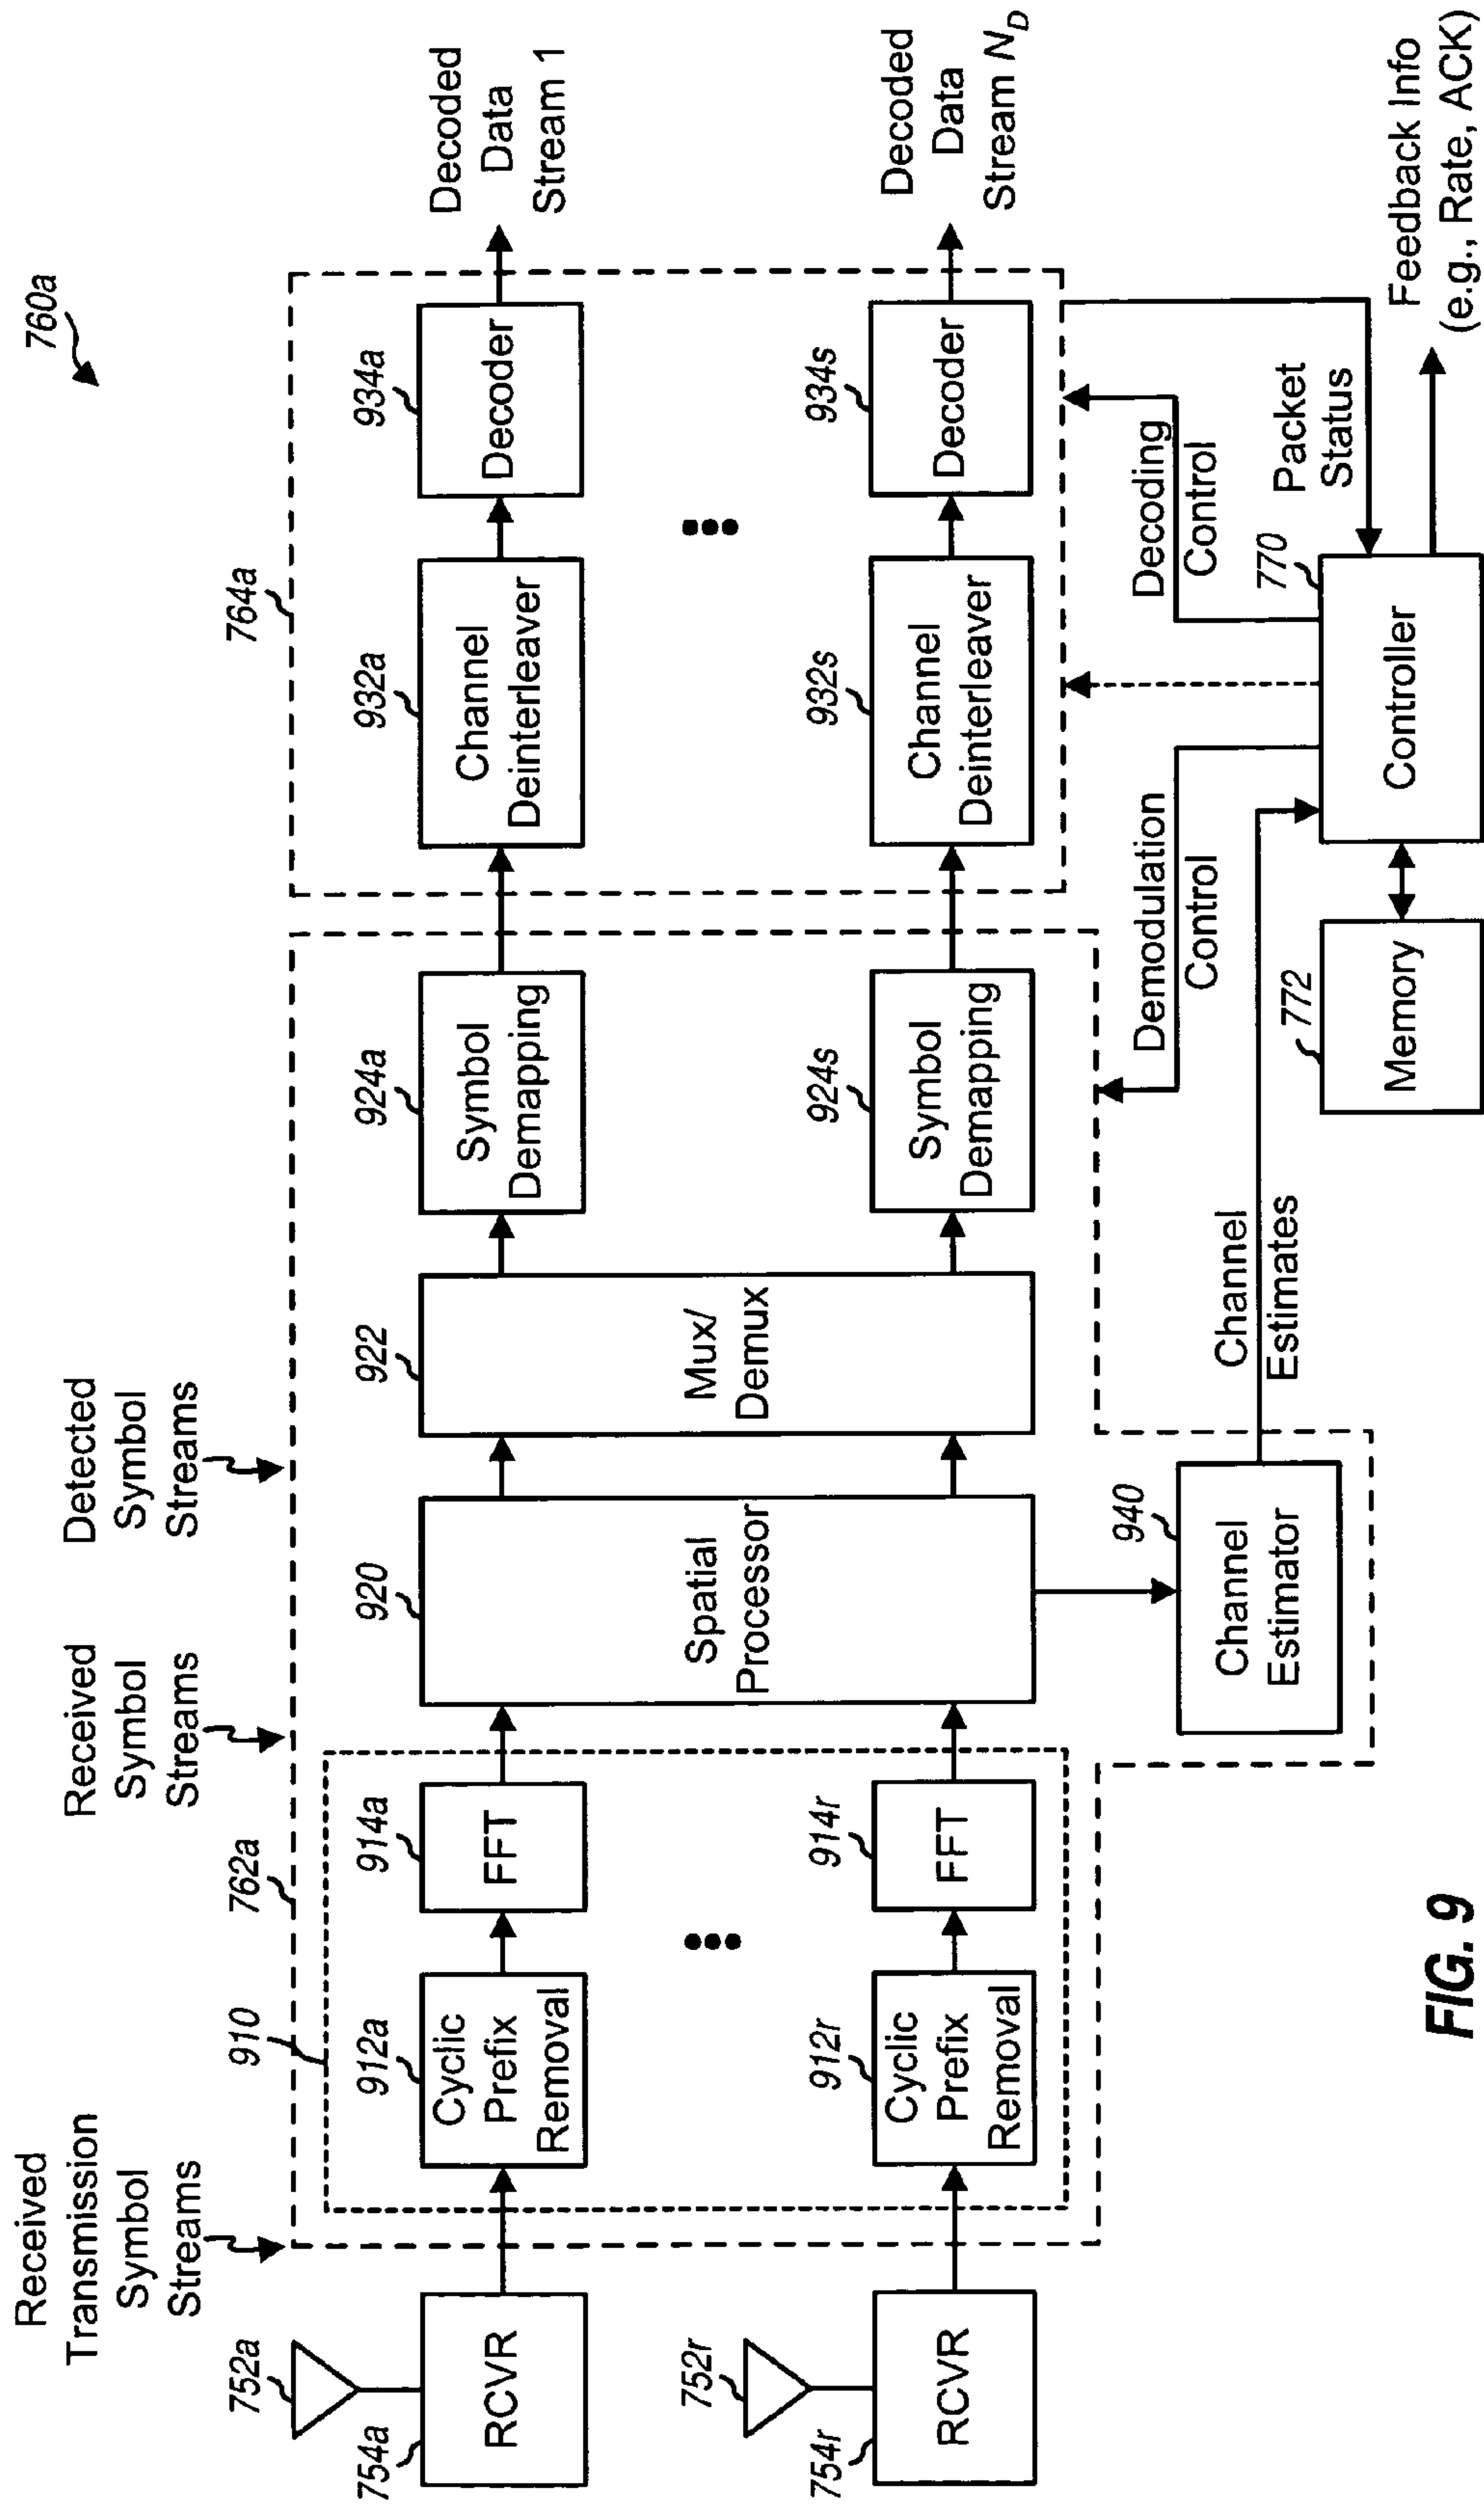 760a
Received
Transmission
Symbol
Streams
Received
Symbol
Streams
Detected
Symbol
Streams
752a
910
762a
764a
754a
RCVR
912a
Cyclic
Prefix
Removal
914a
FFT
920
Spatial
Processor
922
Mux/
Demux
924a
Symbol
Demapping
932a
Channel
Deinterleaver
934a
Decoder
Decoded
Data
Stream 1
752r
754r
RCVR
912r
Cyclic
Prefix
Removal
914r
FFT
924s
Symbol
Demapping
932s
Channel
Deinterleaver
934s
Decoder
Decoded
Data
Stream N_D
940
Channel
Estimator
Channel
Estimates
Demodulation
Control
Decoding
Control
Packet
Status
772
Memory
770
Controller
Feedback Info
(e.g., Rate, ACK)
FIG. 9